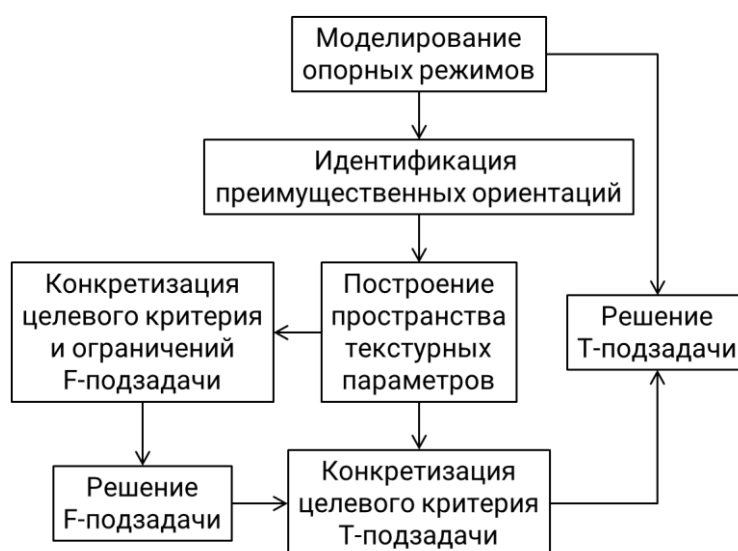 Моделирование
опорных режимов
Идентификация
преимущественных ориентаций
Конкретизация
целевого критерия
и ограничений
F-подзадачи
Построение
пространства
текстурных
параметров
Решение
Т-подзадачи
Решение
F-подзадачи
Конкретизация
целевого критерия
Т-подзадачи